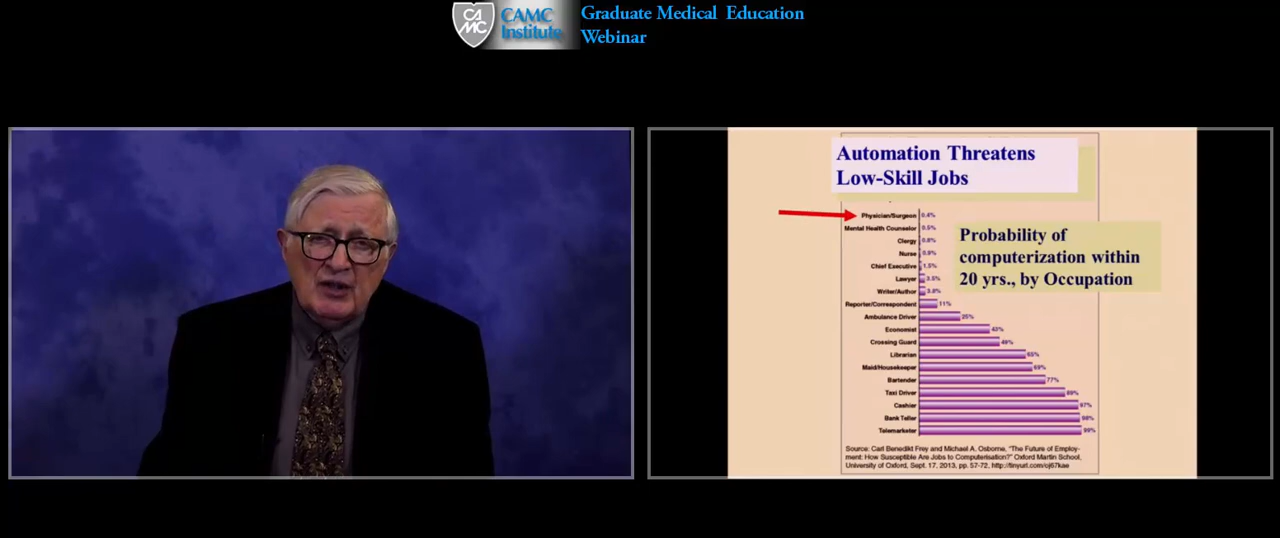 CAMC
CAMC
Institute
Graduate Medical Education
Webinar
Automation Threatens
Low-Skill Jobs
Physician/Surgeon 0.4%
Mental Health Counselor 0.5%
Clergy 0.8%
Nurse 0.9%
Chief Executive 1.5%
Lawyer 3.5%
Writer/Author 3.8%
Reporter/Correspondent 11%
Ambulance Driver 25%
Economist 43%
Crossing Guard 49%
Librarian 65%
Maid/Housekeeper 69%
Bartender 77%
Taxi Driver 89%
Cashier 97%
Bank Teller 98%
Telemarketer 99%
Probability of
computerization within
20 yrs., by Occupation
Source: Carl Benedikt Frey and Michael A. Osborne, "The Future of Employ-
ment: How Susceptible Are Jobs to Computerisation?" Oxford Martin School,
University of Oxford, Sept. 17, 2013, pp. 57-72, http://tinyurl.com/oj67kae